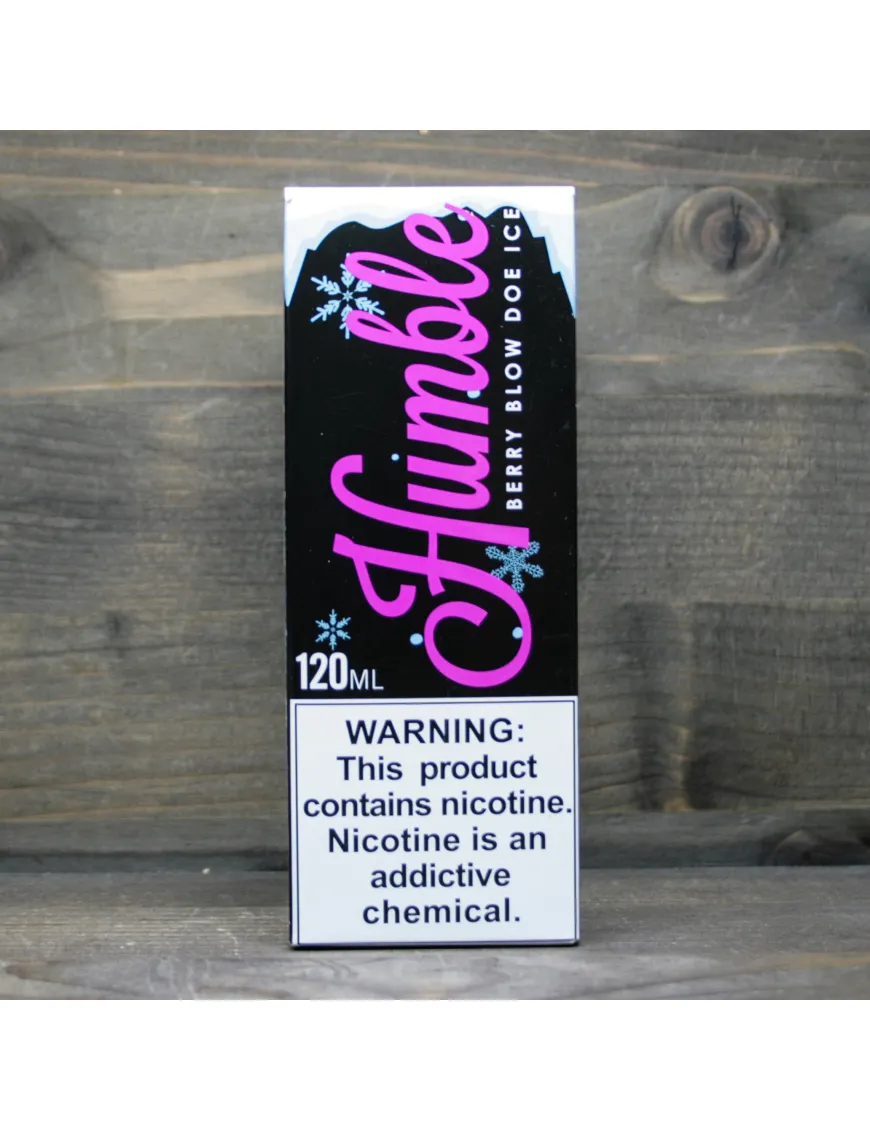 Humble
BERRY BLOW DOE ICE
120ML
WARNING:
This product
contains nicotine.
Nicotine is an
addictive
chemical.